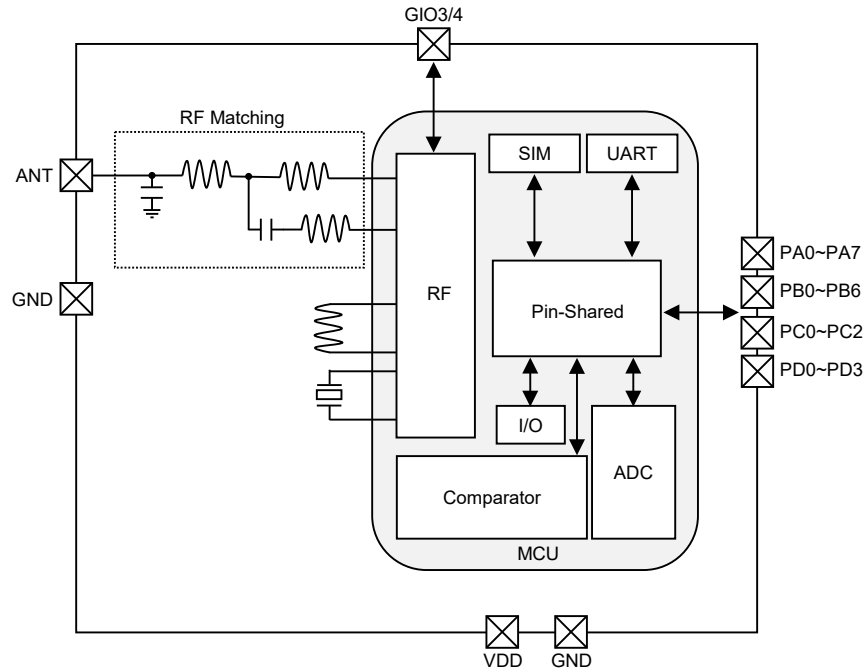 GIO3/4
RF Matching
ANT
GND
SIM
UART
RF
Pin-Shared
PA0~PA7
PB0~PB6
PC0~PC2
PD0~PD3
I/O
ADC
Comparator
MCU
VDD
GND